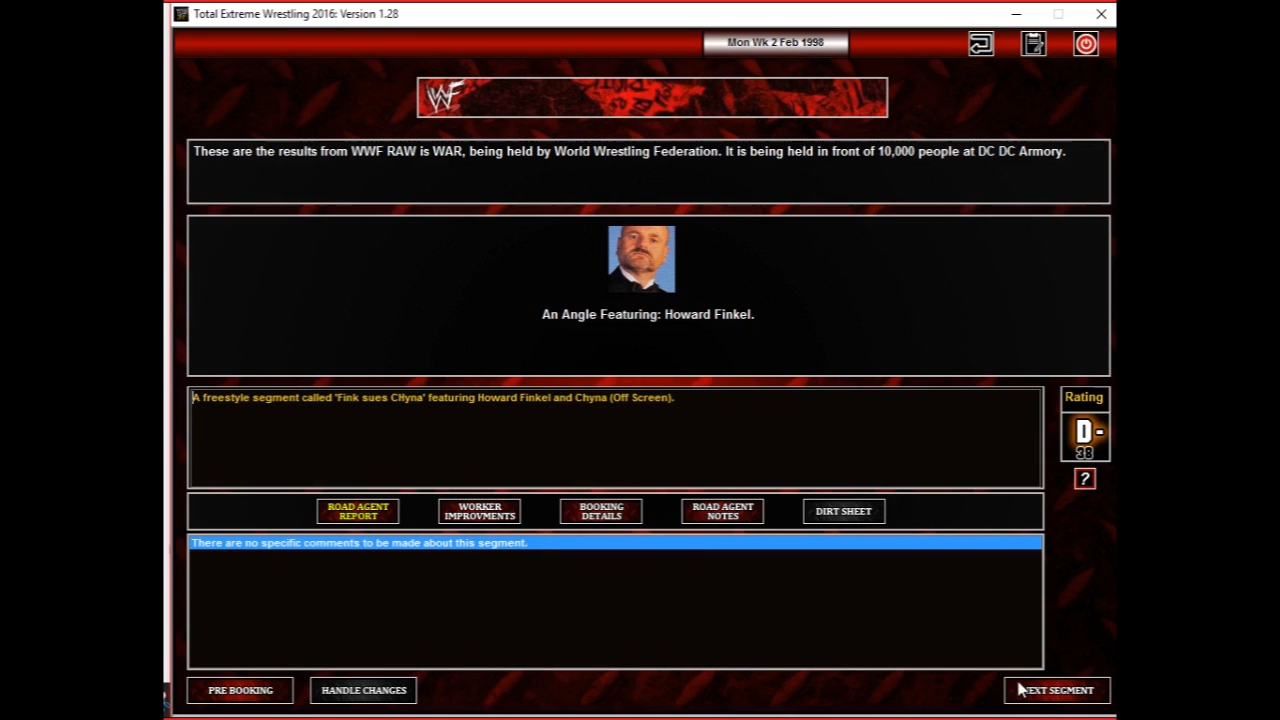 Total Extreme Wrestling 2016: Version 1.28
Mon Wk 2 Feb 1998
WF
These are the results from WWF RAW is WAR, being held by World Wrestling Federation. It is being held in front of 10,000 people at DC DC Armory.
An Angle Featuring: Howard Finkel.
A freestyle segment called 'Fink sues CHyna' featuring Howard Finkel and Chyna (Off Screen).
Rating
D-
38
?
ROAD AGENT REPORT
WORKER IMPROVMENTS
BOOKING DETAILS
ROAD AGENT NOTES
DIRT SHEET
There are no specific comments to be made about this segment.
PRE BOOKING
HANDLE CHANGES
NEXT SEGMENT